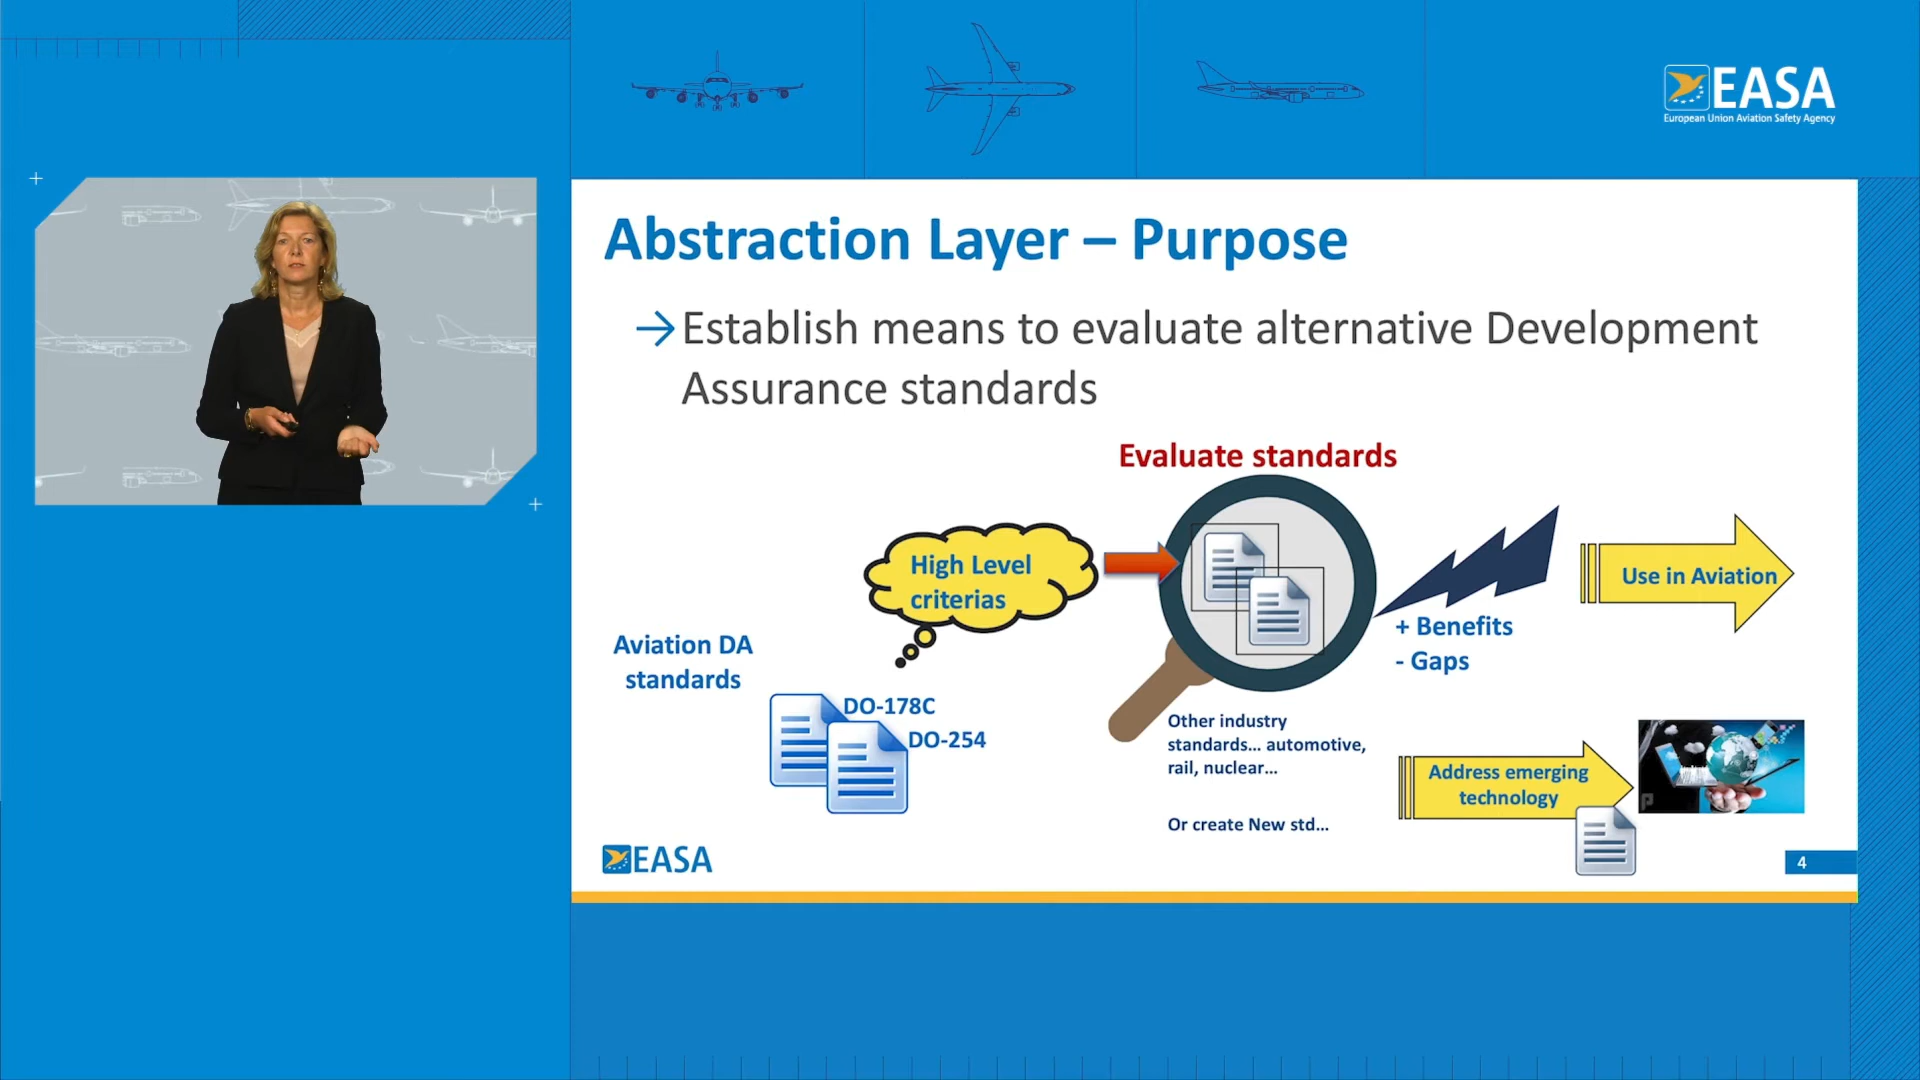 EASA
European Union Aviation Safety Agency
Abstraction Layer – Purpose
→Establish means to evaluate alternative Development
Assurance standards
Evaluate standards
High Level
criterias
Use in Aviation
+ Benefits
- Gaps
Aviation DA
standards
DO-178C
DO-254
Other industry
standards... automotive,
rail, nuclear...
Address emerging
technology
Or create New std...
EASA
4